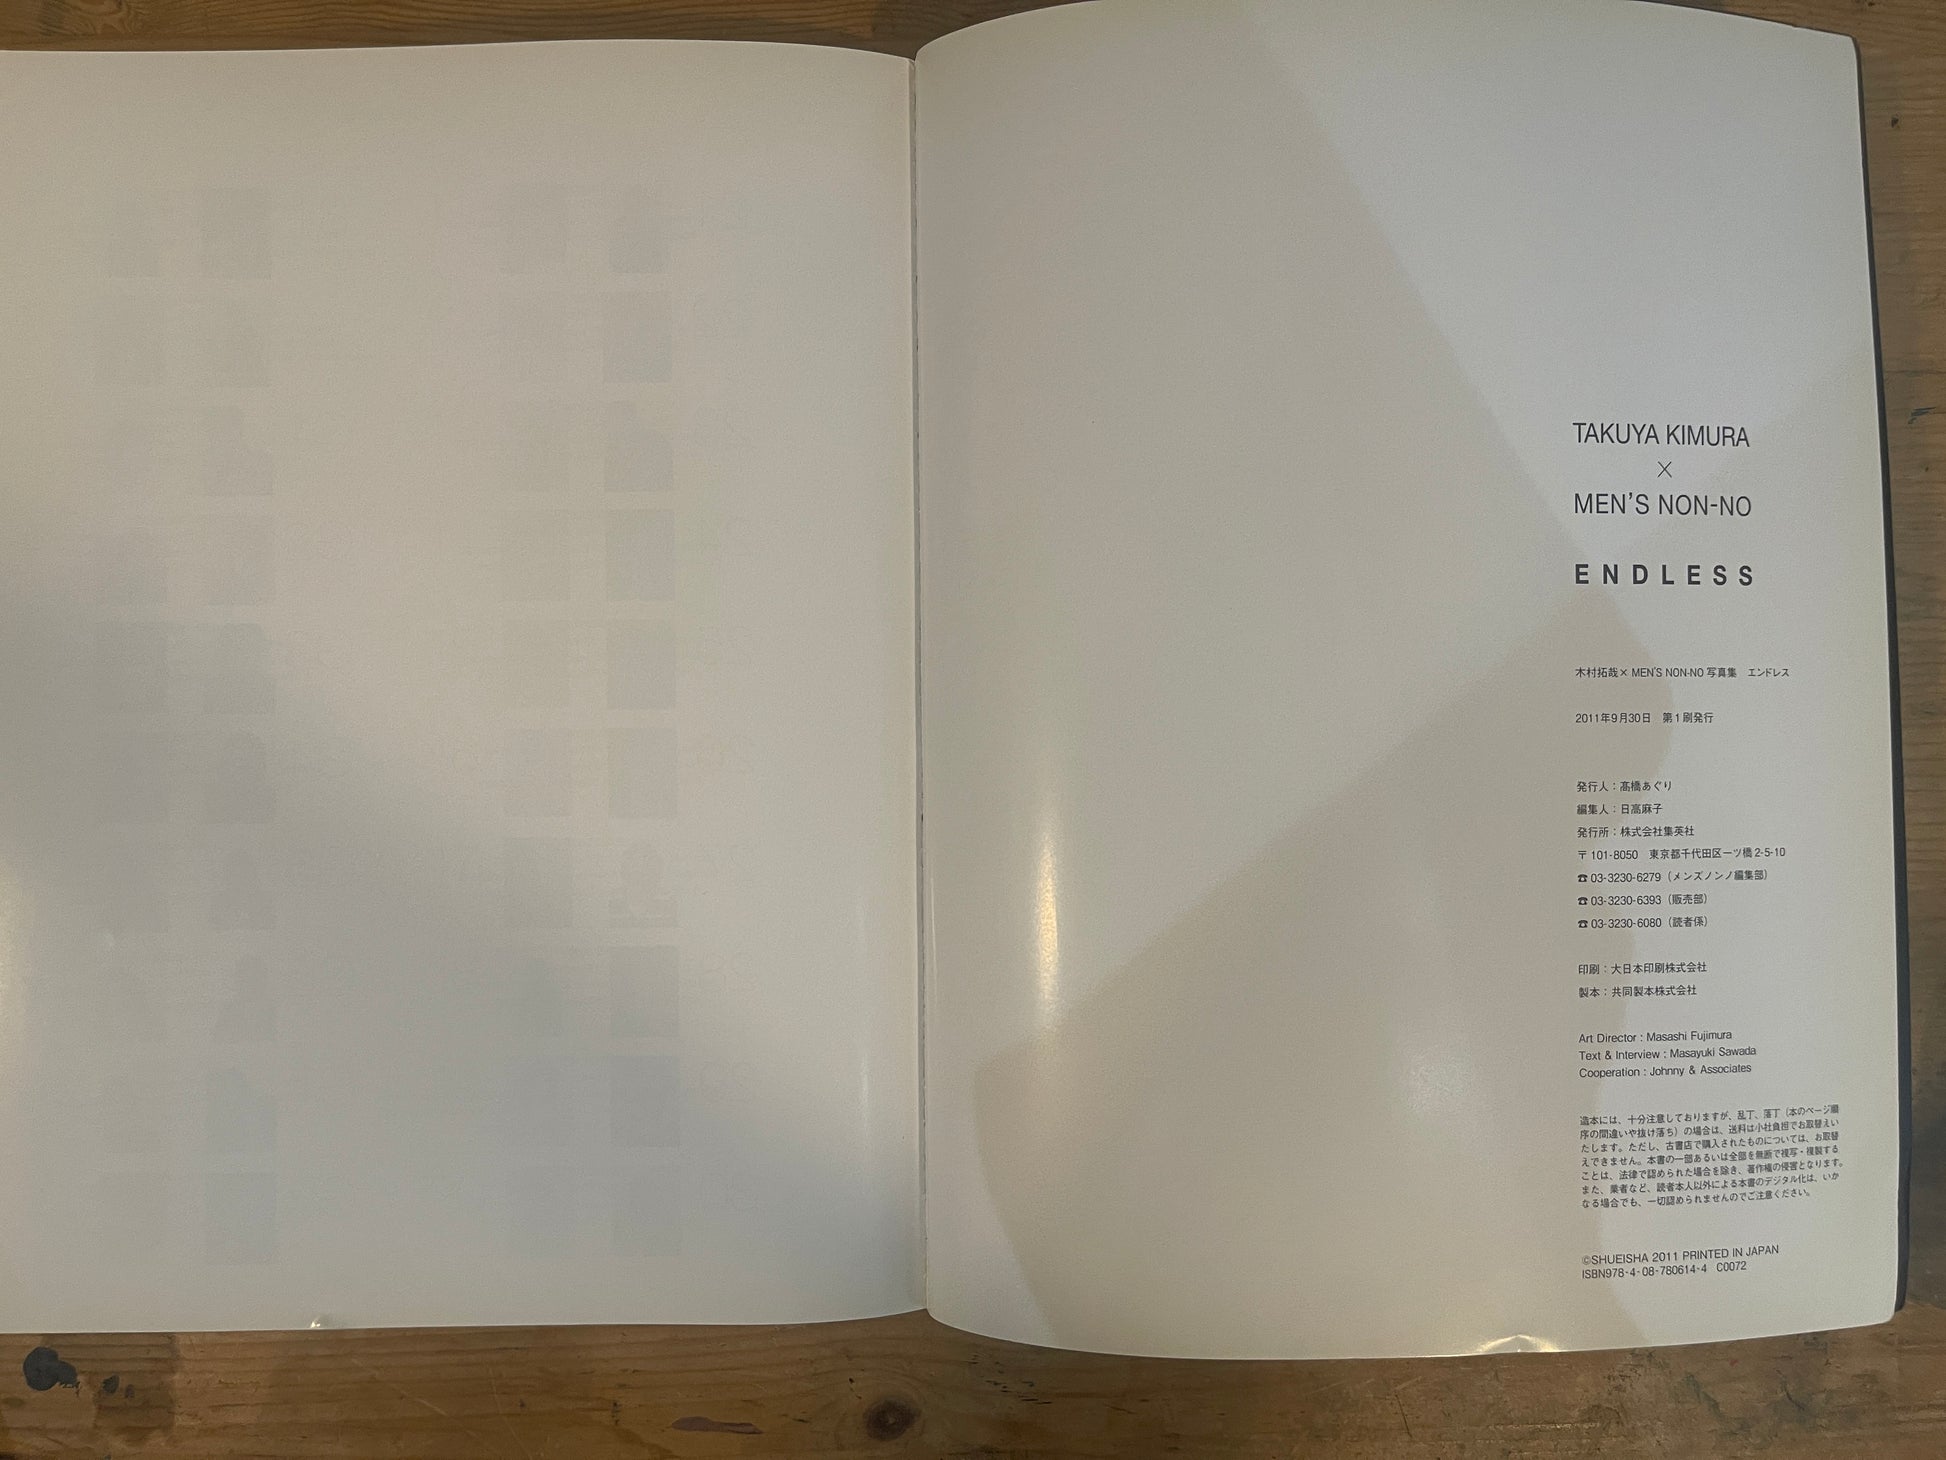 TAKUYA KIMURA
×
MEN'S NON-NO
ENDLESS
木村拓哉× MEN'S NON-NO 写真集　エンドレス
2011年9月30日　第1刷発行
発行人：髙橋あぐり
編集人：日高麻子
発行所：株式会社集英社
〒101-8050　東京都千代田区一ツ橋2-5-10
☎03-3230-6279（メンズノンノ編集部）
☎03-3230-6393（販売部）
☎03-3230-6080（読者係）
印刷：大日本印刷株式会社
製本：共同製本株式会社
Art Director : Masashi Fujimura
Text & Interview : Masayuki Sawada
Cooperation : Johnny & Associates
造本には、十分注意しておりますが、乱丁、落丁（本のページ順
序の間違いや抜け落ち）の場合は、送料は小社負担でお取替えい
たします。ただし、古書店で購入されたものについては、お取替
えできません。本書の一部あるいは全部を無断で複写・複製する
ことは、法律で認められた場合を除き、著作権の侵害となります。
また、業者など、読者本人以外による本書のデジタル化は、いか
なる場合でも、一切認められませんのでご注意ください。
©SHUEISHA 2011 PRINTED IN JAPAN
ISBN978-4-08-780614-4　C0072